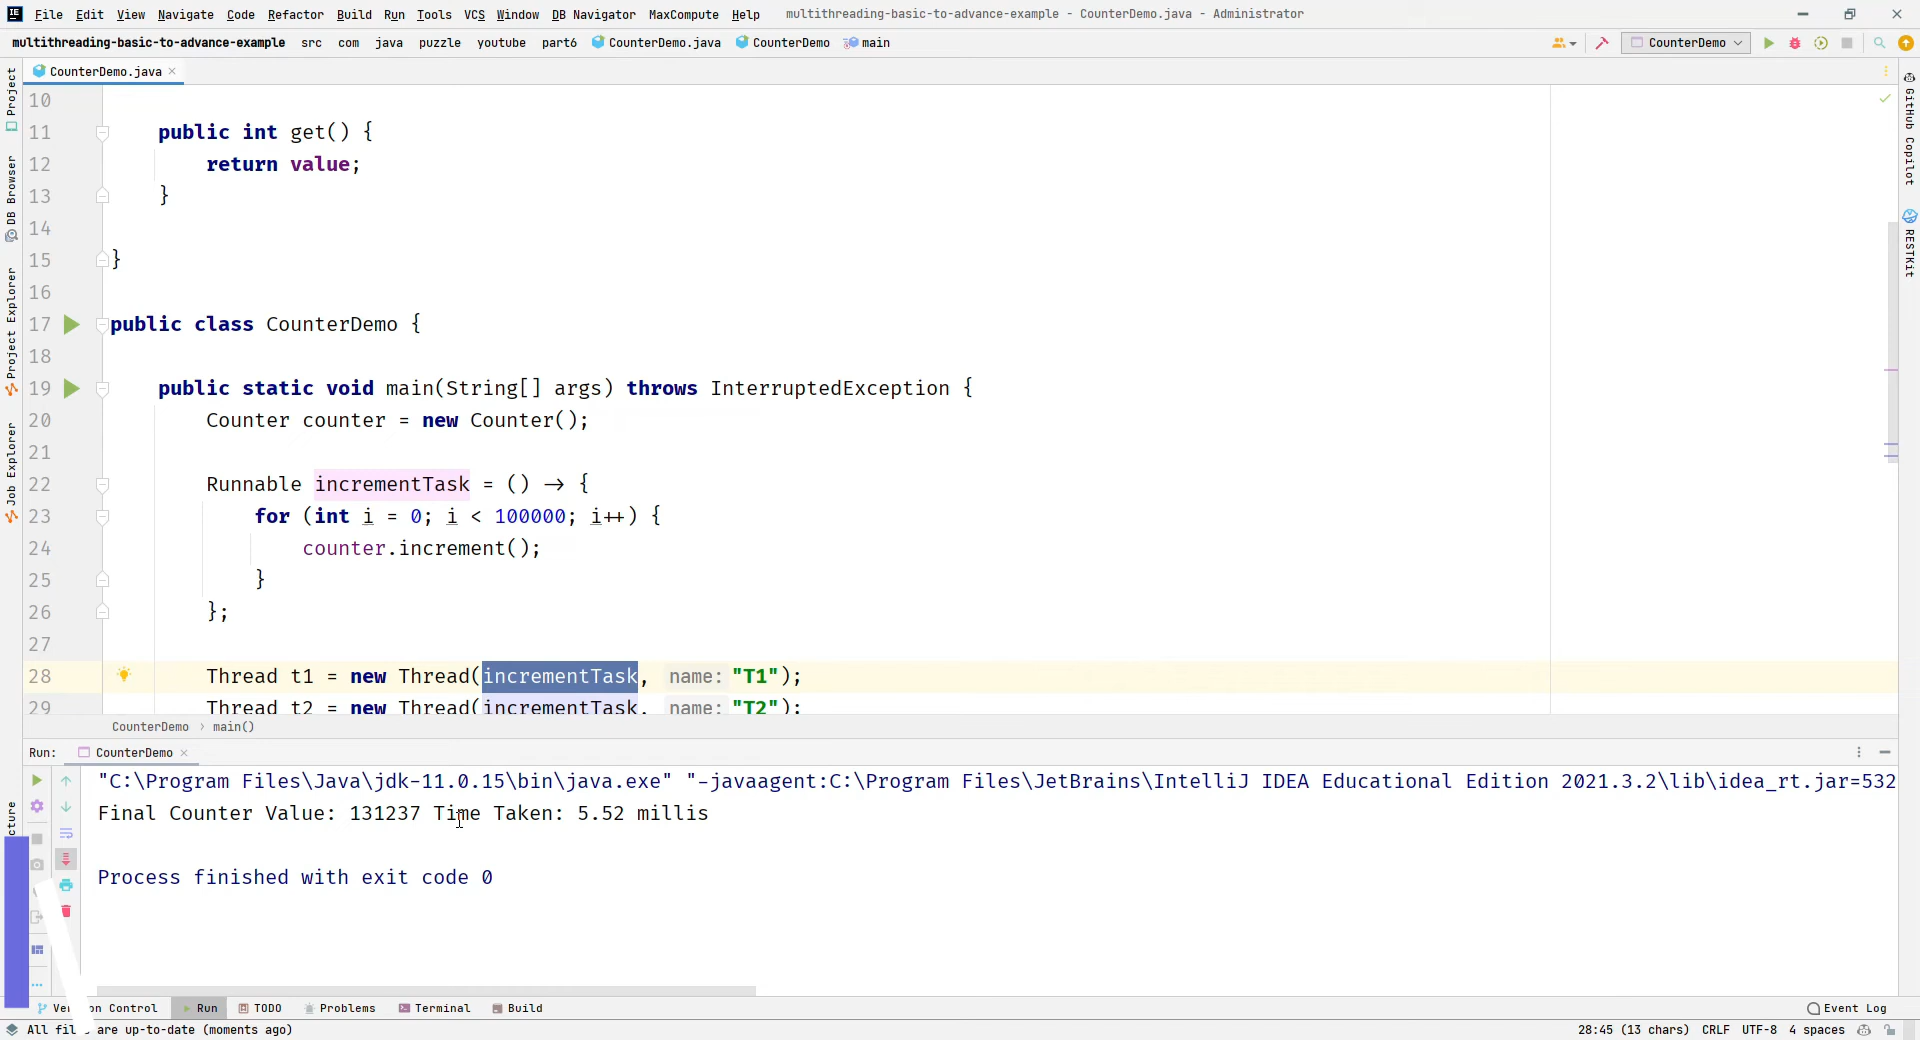 File Edit View Navigate Code Refactor Build Run Tools VCS Window DB Navigator MaxCompute Help multithreading-basic-to-advance-example - CounterDemo.java - Administrator
multithreading-basic-to-advance-example src com java puzzle youtube part6 CounterDemo.java CounterDemo main CounterDemo
CounterDemo.java
Project
DB Browser
Project Explorer
Job Explorer
GitHub Copilot
RESTKit
10
11 public int get() {
12 return value;
13 }
14
15 }
16
17 public class CounterDemo {
18
19 public static void main(String[] args) throws InterruptedException {
20 Counter counter = new Counter();
21
22 Runnable incrementTask = () → {
23 for (int i = 0; i < 100000; i++) {
24 counter.increment();
25 }
26 };
27
28 Thread t1 = new Thread(incrementTask, name: "T1");
29 Thread t2 = new Thread(incrementTask, name: "T2");
CounterDemo › main()
Run: CounterDemo
"C:\Program Files\Java\jdk-11.0.15\bin\java.exe" "-javaagent:C:\Program Files\JetBrains\IntelliJ IDEA Educational Edition 2021.3.2\lib\idea_rt.jar=532
Final Counter Value: 131237 Time Taken: 5.52 millis
Process finished with exit code 0
Control Run TODO Problems Terminal Build Event Log
All are up-to-date (moments ago) 28:45 (13 chars) CRLF UTF-8 4 spaces